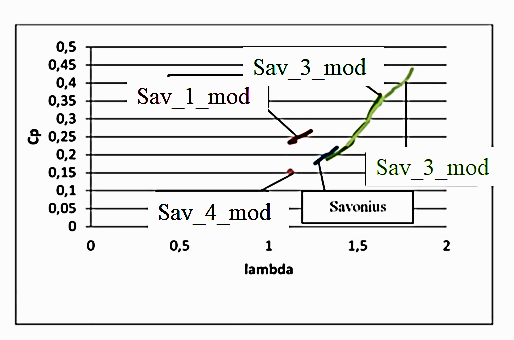 0,5
0,45
Sav_3_mod
0,4
Sav_1_mod
0,35
0,3
0,25
Cp
0,2
Sav_3_mod
0,15
0,1
Sav_4_mod
Savonius
0,05
0
0 0,5 1 1,5 2
lambda